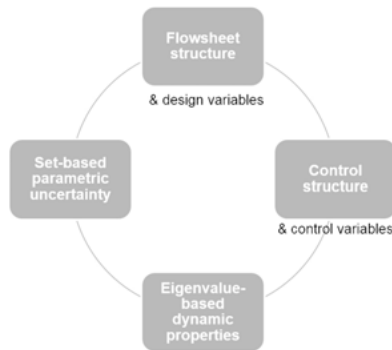 Flowsheet
structure
& design variables
Set-based
parametric
uncertainty
Control
structure
& control variables
Eigenvalue-
based
dynamic
properties